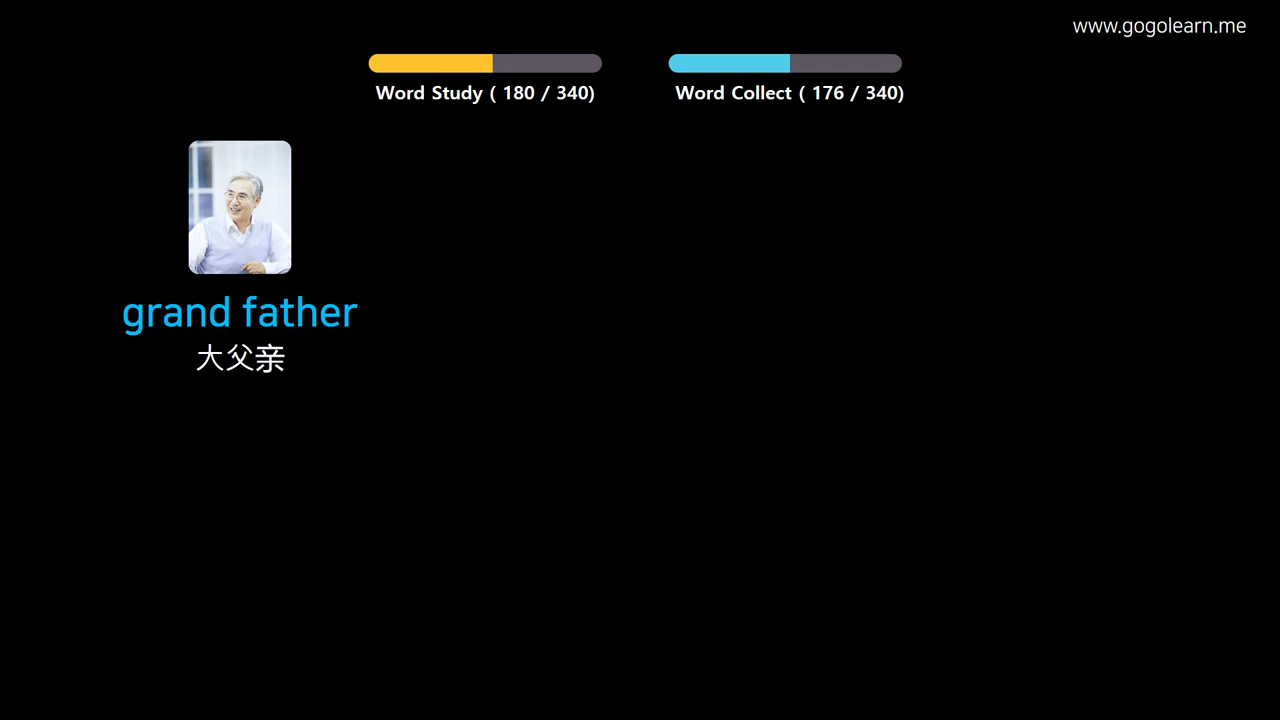 www.gogolearn.me
Word Study ( 180 / 340)
Word Collect ( 176 / 340)
grand father
大父亲